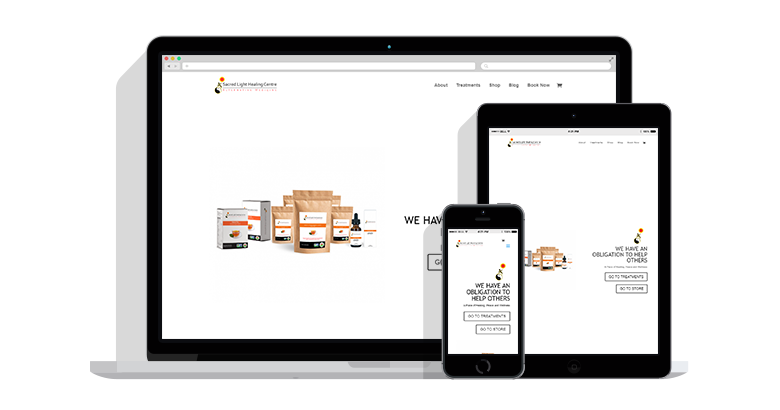 Sacred Light Healing Centre
About Treatments Shop Blog Book Now
WE HAVE
GO
About Treatments Shop Blog Book Now
WE HAVE AN
OBLIGATION TO
HELP OTHERS
GO TO TREATMENTS
GO TO STORE
WE HAVE AN
OBLIGATION TO
HELP OTHERS
GO TO TREATMENTS
GO TO STORE